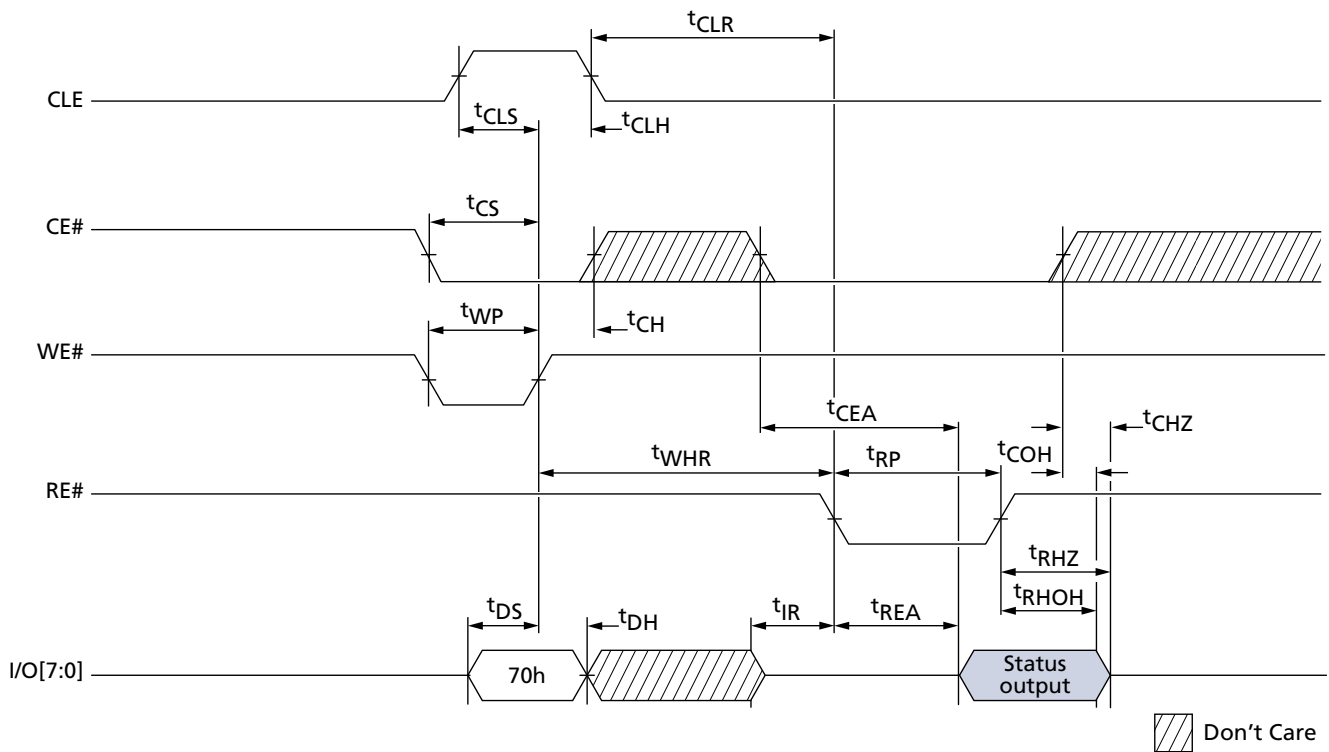 tCLR
CLE
tCLS
tCLH
tCS
CE#
tWP
tCH
WE#
tCEA
tCHZ
tWHR
tRP
tCOH
RE#
tRHZ
tRHOH
tDS
tDH
tIR
tREA
I/O[7:0]
70h
Status
output
Don't Care